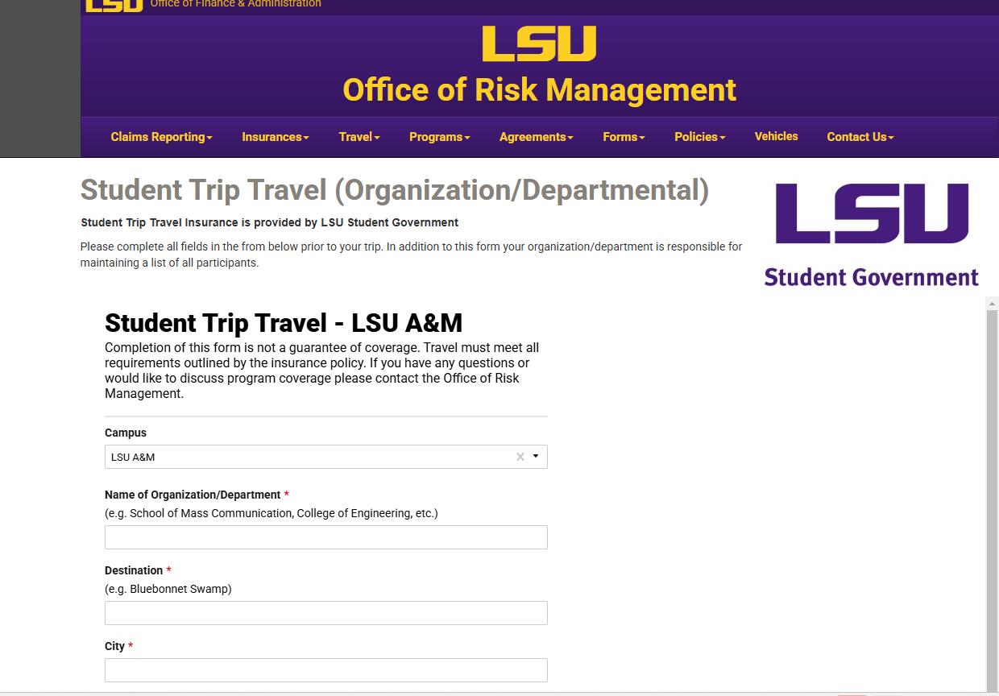 LSU Office of Finance & Administration
LSU
Office of Risk Management
Claims Reporting Insurances Travel Programs Agreements Forms Policies Vehicles Contact Us
Student Trip Travel (Organization/Departmental)
Student Trip Travel Insurance is provided by LSU Student Government
Please complete all fields in the from below prior to your trip. In addition to this form your organization/department is responsible for
maintaining a list of all participants.
LSU
Student Government
Student Trip Travel - LSU A&M
Completion of this form is not a guarantee of coverage. Travel must meet all
requirements outlined by the insurance policy. If you have any questions or
would like to discuss program coverage please contact the Office of Risk
Management.
Campus
LSU A&M
Name of Organization/Department *
(e.g. School of Mass Communication, College of Engineering, etc.)
Destination *
(e.g. Bluebonnet Swamp)
City *